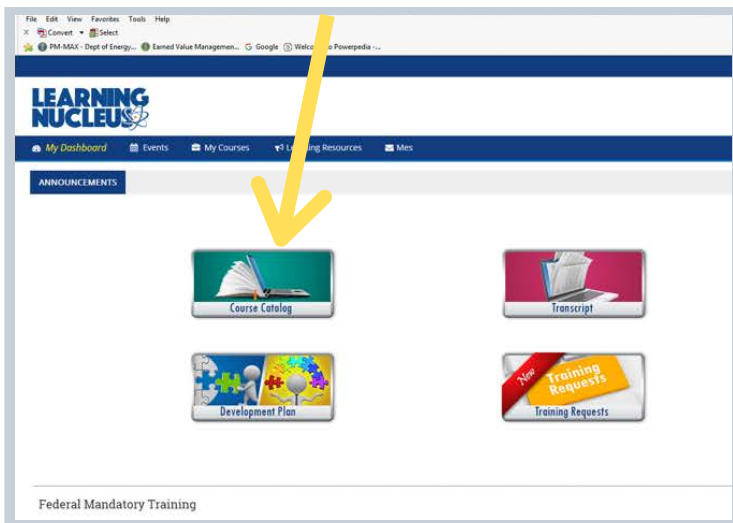 File Edit View Favorites Tools Help
× Convert Select
PM-MAX - Dept of Energy... Earned Value Managemen... Google Welco o Powerpedia -...
LEARNING
NUCLEUS
My Dashboard Events My Courses L ning Resources Mes
ANNOUNCEMENTS
Course Catalog Transcript
New Training Requests
Development Plan Training Requests
Federal Mandatory Training